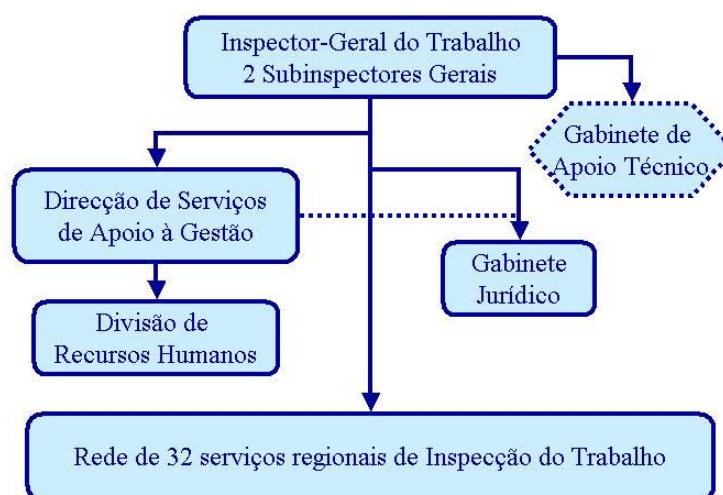 Inspector-Geral do Trabalho
2 Subinspectores Gerais
Gabinete de
Apoio Técnico
Direcção de Serviços
de Apoio à Gestão
Gabinete
Jurídico
Divisão de
Recursos Humanos
Rede de 32 serviços regionais de Inspecção do Trabalho